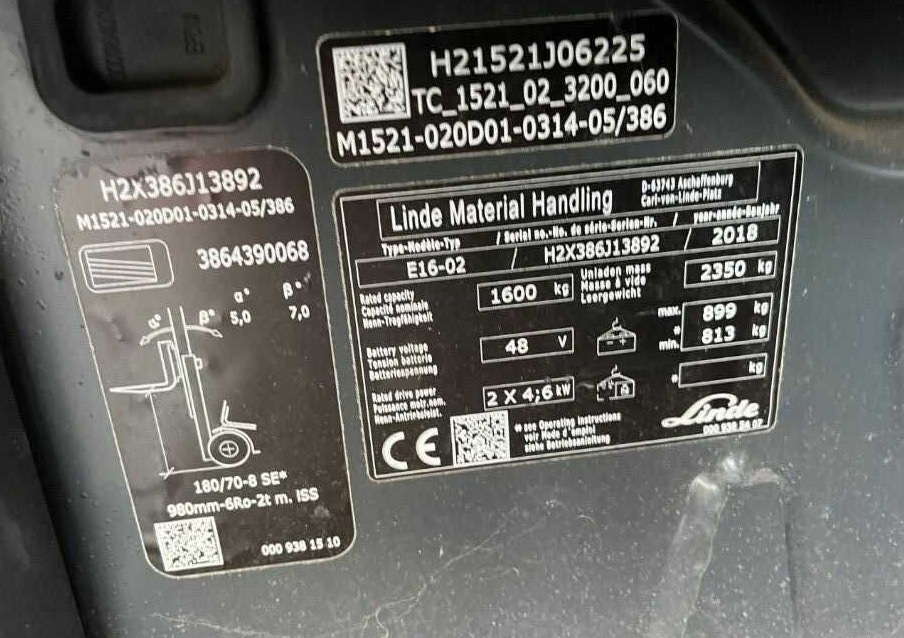 H21521J06225
TC_1521_02_3200_060
M1521-020D01-0314-05/386
H2X386J13892
M1521-020D01-0314-05/386
3864390068
α° β°
α° β° 5,0 7,0
180/70-8 SE*
980mm-6Ro-2t m. ISS
000 938 15 10
Linde Material Handling
D-63743 Aschaffenburg
Carl-von-Linde-Platz
Type-Modèle-Typ / Serial no.-No. de série-Serien-Nr. / year-année-Baujahr
E16-02 / H2X386J13892 / 2018
Rated capacity
Capacité nominale
Nenn-Tragfähigkeit
1600 kg
Unladen mass
Masse à vide
Leergewicht
2350 kg
Battery voltage
Tension batterie
Batteriespannung
48 V
max. 899 kg
*
min. 813 kg
Rated drive power
Puissance motr.nom.
Nenn-Antriebsleist.
2 X 4;6 kW
* kg
CE
* see Operating Instructions
voir Mode d'emploi
siehe Betriebsanleitung
Linde
000 938 54 07